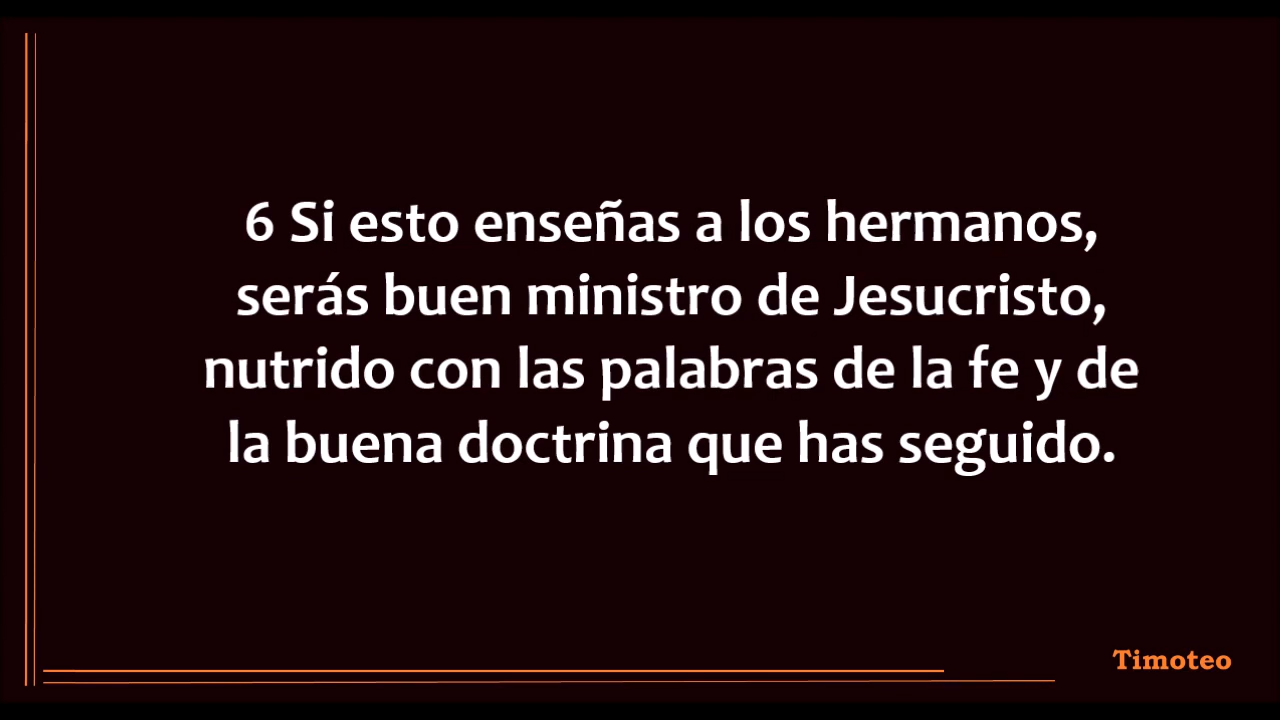 6 Si esto enseñas a los hermanos,
serás buen ministro de Jesucristo,
nutrido con las palabras de la fe y de
la buena doctrina que has seguido.
Timoteo